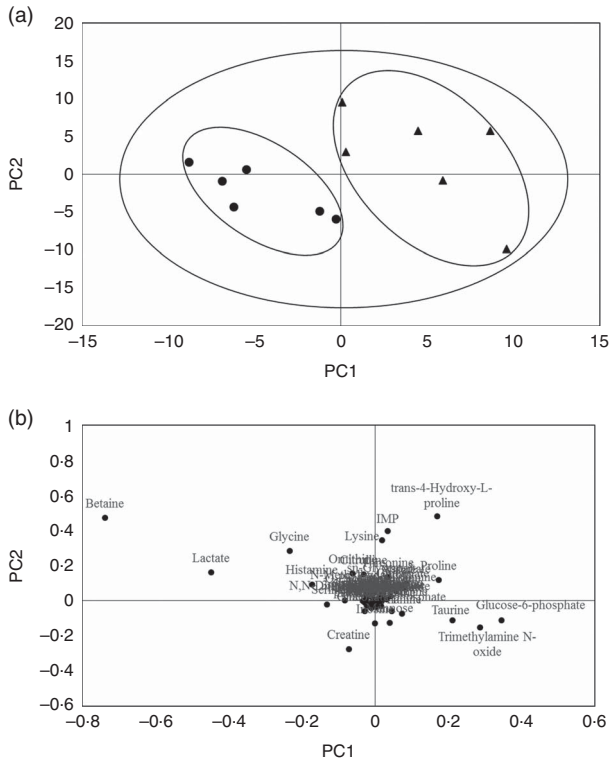 (a)
20
15
10
5
0
–5
–10
–15
–20
PC2
–15
–10
–5
0
5
10
15
PC1
(b)
1
0·8
0·6
0·4
0·2
0
–0·2
–0·4
–0·6
PC2
trans-4-Hydroxy-L-
proline
Betaine
IMP
Lysine
Glycine
Lactate
Histamine
Proline
Taurine
Glucose-6-phosphate
Trimethylamine N-
oxide
Creatine
–0·8
–0·6
–0·4
–0·2
0
0·2
0·4
0·6
PC1